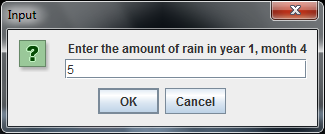 Input
Enter the amount of rain in year 1, month 4
5
OK Cancel